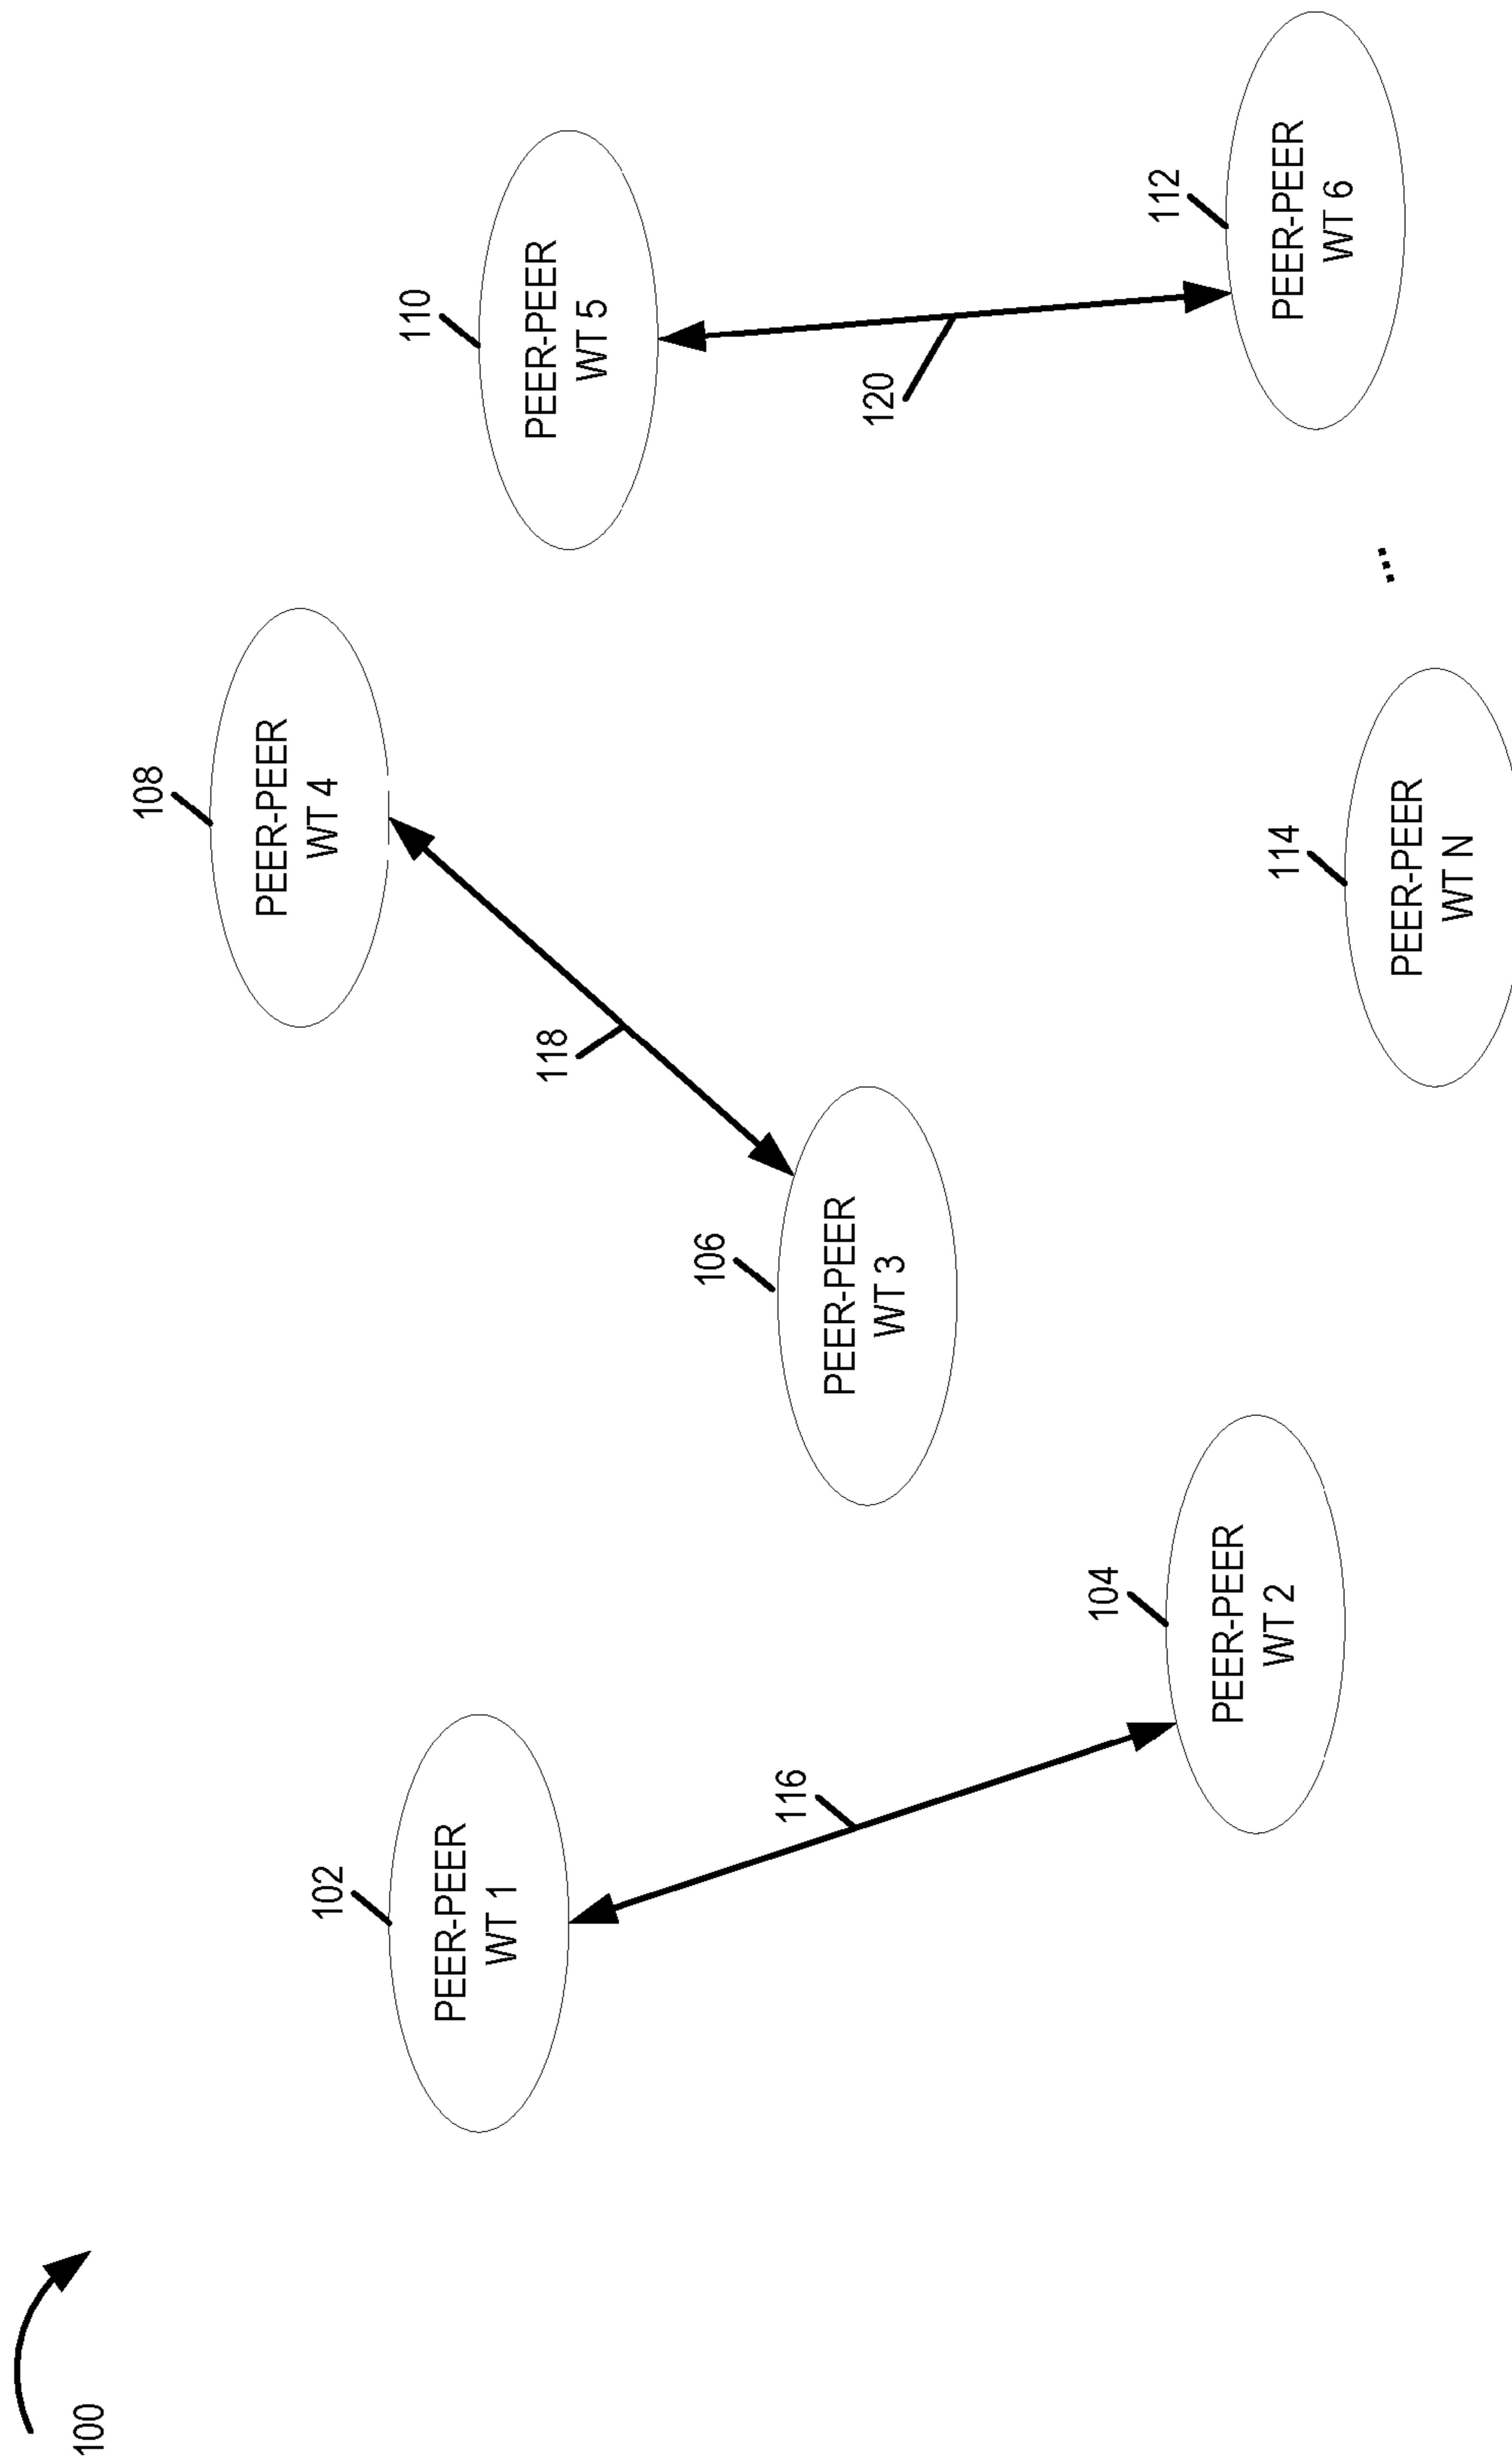 100
102
PEER-PEER
WT 1
116
104
PEER-PEER
WT 2
106
PEER-PEER
WT 3
118
108
PEER-PEER
WT 4
110
PEER-PEER
WT 5
120
112
PEER-PEER
WT 6
...
114
PEER-PEER
WT N